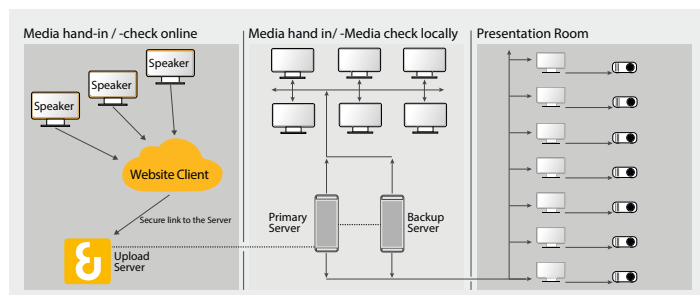 Media hand-in / -check online
Media hand in/ -Media check locally
Presentation Room
Speaker
Speaker
Speaker
Website Client
Secure link to the Server
Upload
Server
Primary
Server
Backup
Server